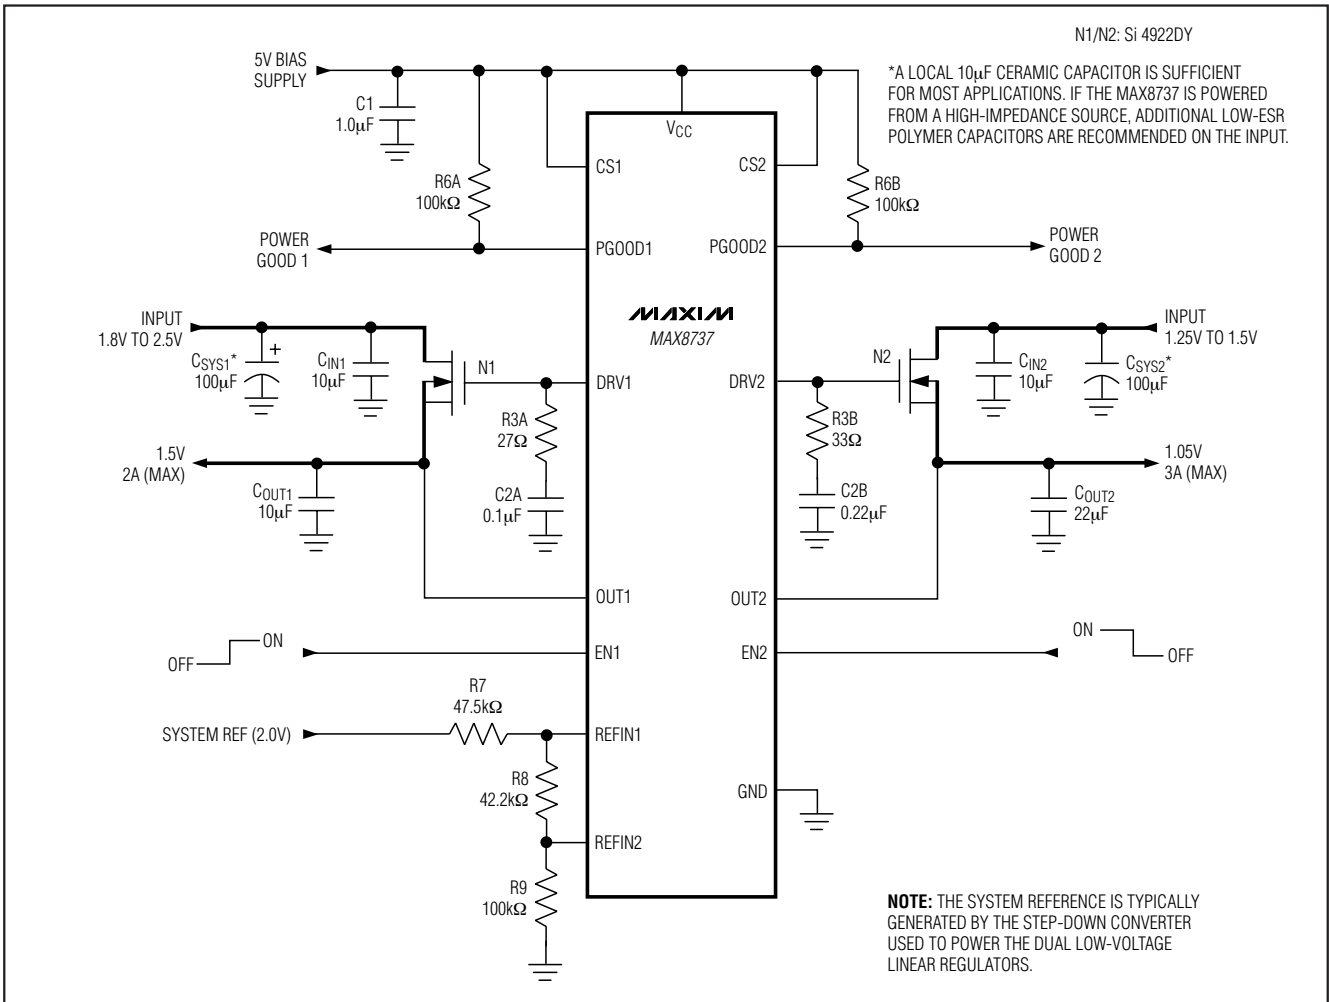 N1/N2: Si 4922DY
5V BIAS
SUPPLY
*A LOCAL 10µF CERAMIC CAPACITOR IS SUFFICIENT
FOR MOST APPLICATIONS. IF THE MAX8737 IS POWERED
FROM A HIGH-IMPEDANCE SOURCE, ADDITIONAL LOW-ESR
POLYMER CAPACITORS ARE RECOMMENDED ON THE INPUT.
C1
1.0µF
VCC
CS1
CS2
R6A
100kΩ
R6B
100kΩ
POWER
GOOD 1
PGOOD1
PGOOD2
POWER
GOOD 2
MAXIM
MAX8737
INPUT
1.8V TO 2.5V
CSYS1*
100µF
+
CIN1
10µF
N1
DRV1
DRV2
N2
CIN2
10µF
CSYS2*
100µF
INPUT
1.25V TO 1.5V
R3A
27Ω
R3B
33Ω
1.5V
2A (MAX)
1.05V
3A (MAX)
COUT1
10µF
C2A
0.1µF
C2B
0.22µF
COUT2
22µF
OUT1
OUT2
OFF
ON
EN1
EN2
ON
OFF
R7
47.5kΩ
SYSTEM REF (2.0V)
REFIN1
R8
42.2kΩ
GND
REFIN2
R9
100kΩ
NOTE: THE SYSTEM REFERENCE IS TYPICALLY
GENERATED BY THE STEP-DOWN CONVERTER
USED TO POWER THE DUAL LOW-VOLTAGE
LINEAR REGULATORS.